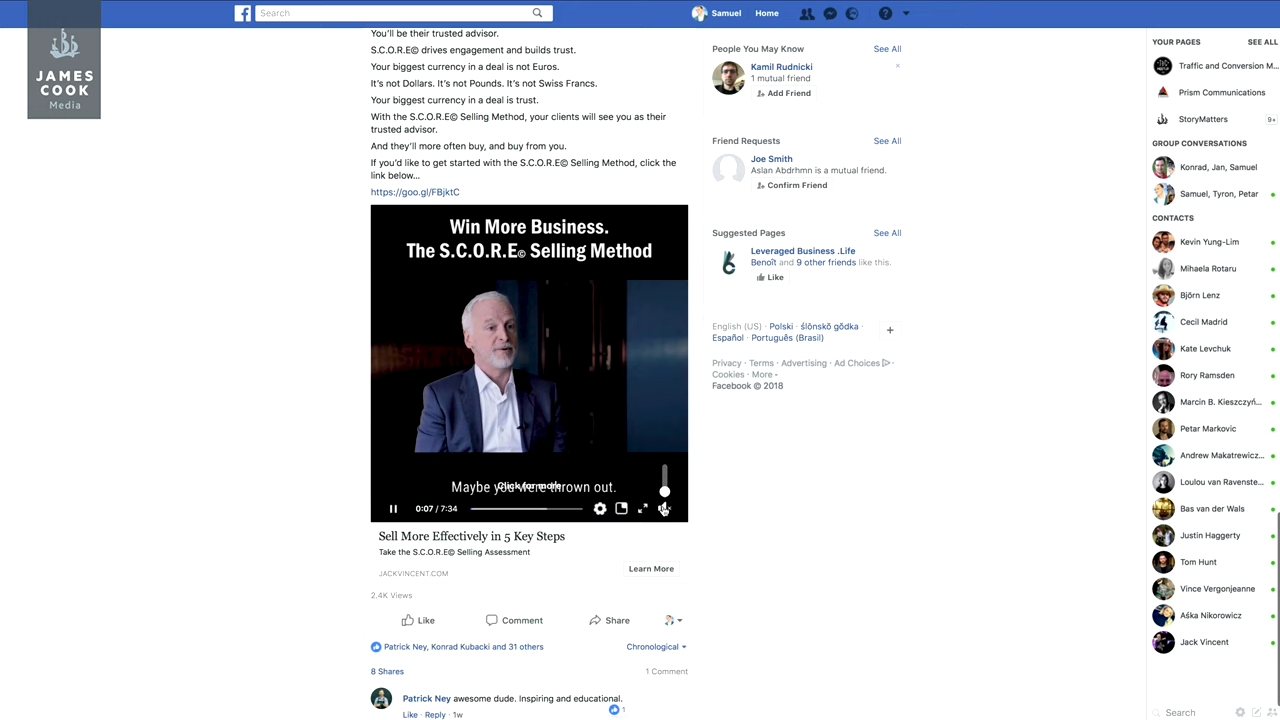 JAMES
COOK
Media
Search
Samuel
Home
You'll be their trusted advisor.
S.C.O.R.E© drives engagement and builds trust.
Your biggest currency in a deal is not Euros.
It's not Dollars. It's not Pounds. It's not Swiss Francs.
Your biggest currency in a deal is trust.
With the S.C.O.R.E© Selling Method, your clients will see you as their
trusted advisor.
And they'll more often buy, and buy from you.
If you'd like to get started with the S.C.O.R.E© Selling Method, click the
link below...
https://goo.gl/FBjktC
Win More Business.
The S.C.O.R.E© Selling Method
Maybe you were thrown out.
Click for more
0:07 / 7:34
Sell More Effectively in 5 Key Steps
Take the S.C.O.R.E© Selling Assessment
JACKVINCENT.COM
Learn More
2.4K Views
Like
Comment
Share
Patrick Ney, Konrad Kubacki and 31 others
Chronological
8 Shares
1 Comment
Patrick Ney awesome dude. Inspiring and educational.
1
Like · Reply · 1w
People You May Know
See All
Kamil Rudnicki
1 mutual friend
Add Friend
Friend Requests
See All
Joe Smith
Aslan Abdrhmn is a mutual friend.
Confirm Friend
Suggested Pages
See All
Leveraged Business .Life
Benoît and 9 other friends like this.
Like
English (US) · Polski · ślōnskŏ gŏdka ·
Español · Português (Brasil)
Privacy · Terms · Advertising · Ad Choices ·
Cookies · More
Facebook © 2018
YOUR PAGES
SEE ALL
Traffic and Conversion M...
Prism Communications
StoryMatters
9+
GROUP CONVERSATIONS
Konrad, Jan, Samuel
Samuel, Tyron, Petar
CONTACTS
Kevin Yung-Lim
Mihaela Rotaru
Björn Lenz
Cecil Madrid
Kate Levchuk
Rory Ramsden
Marcin B. Kieszczyń...
Petar Markovic
Andrew Makatrewicz...
Loulou van Ravenste...
Bas van der Wals
Justin Haggerty
Tom Hunt
Vince Vergonjeanne
Aśka Nikorowicz
Jack Vincent
Search